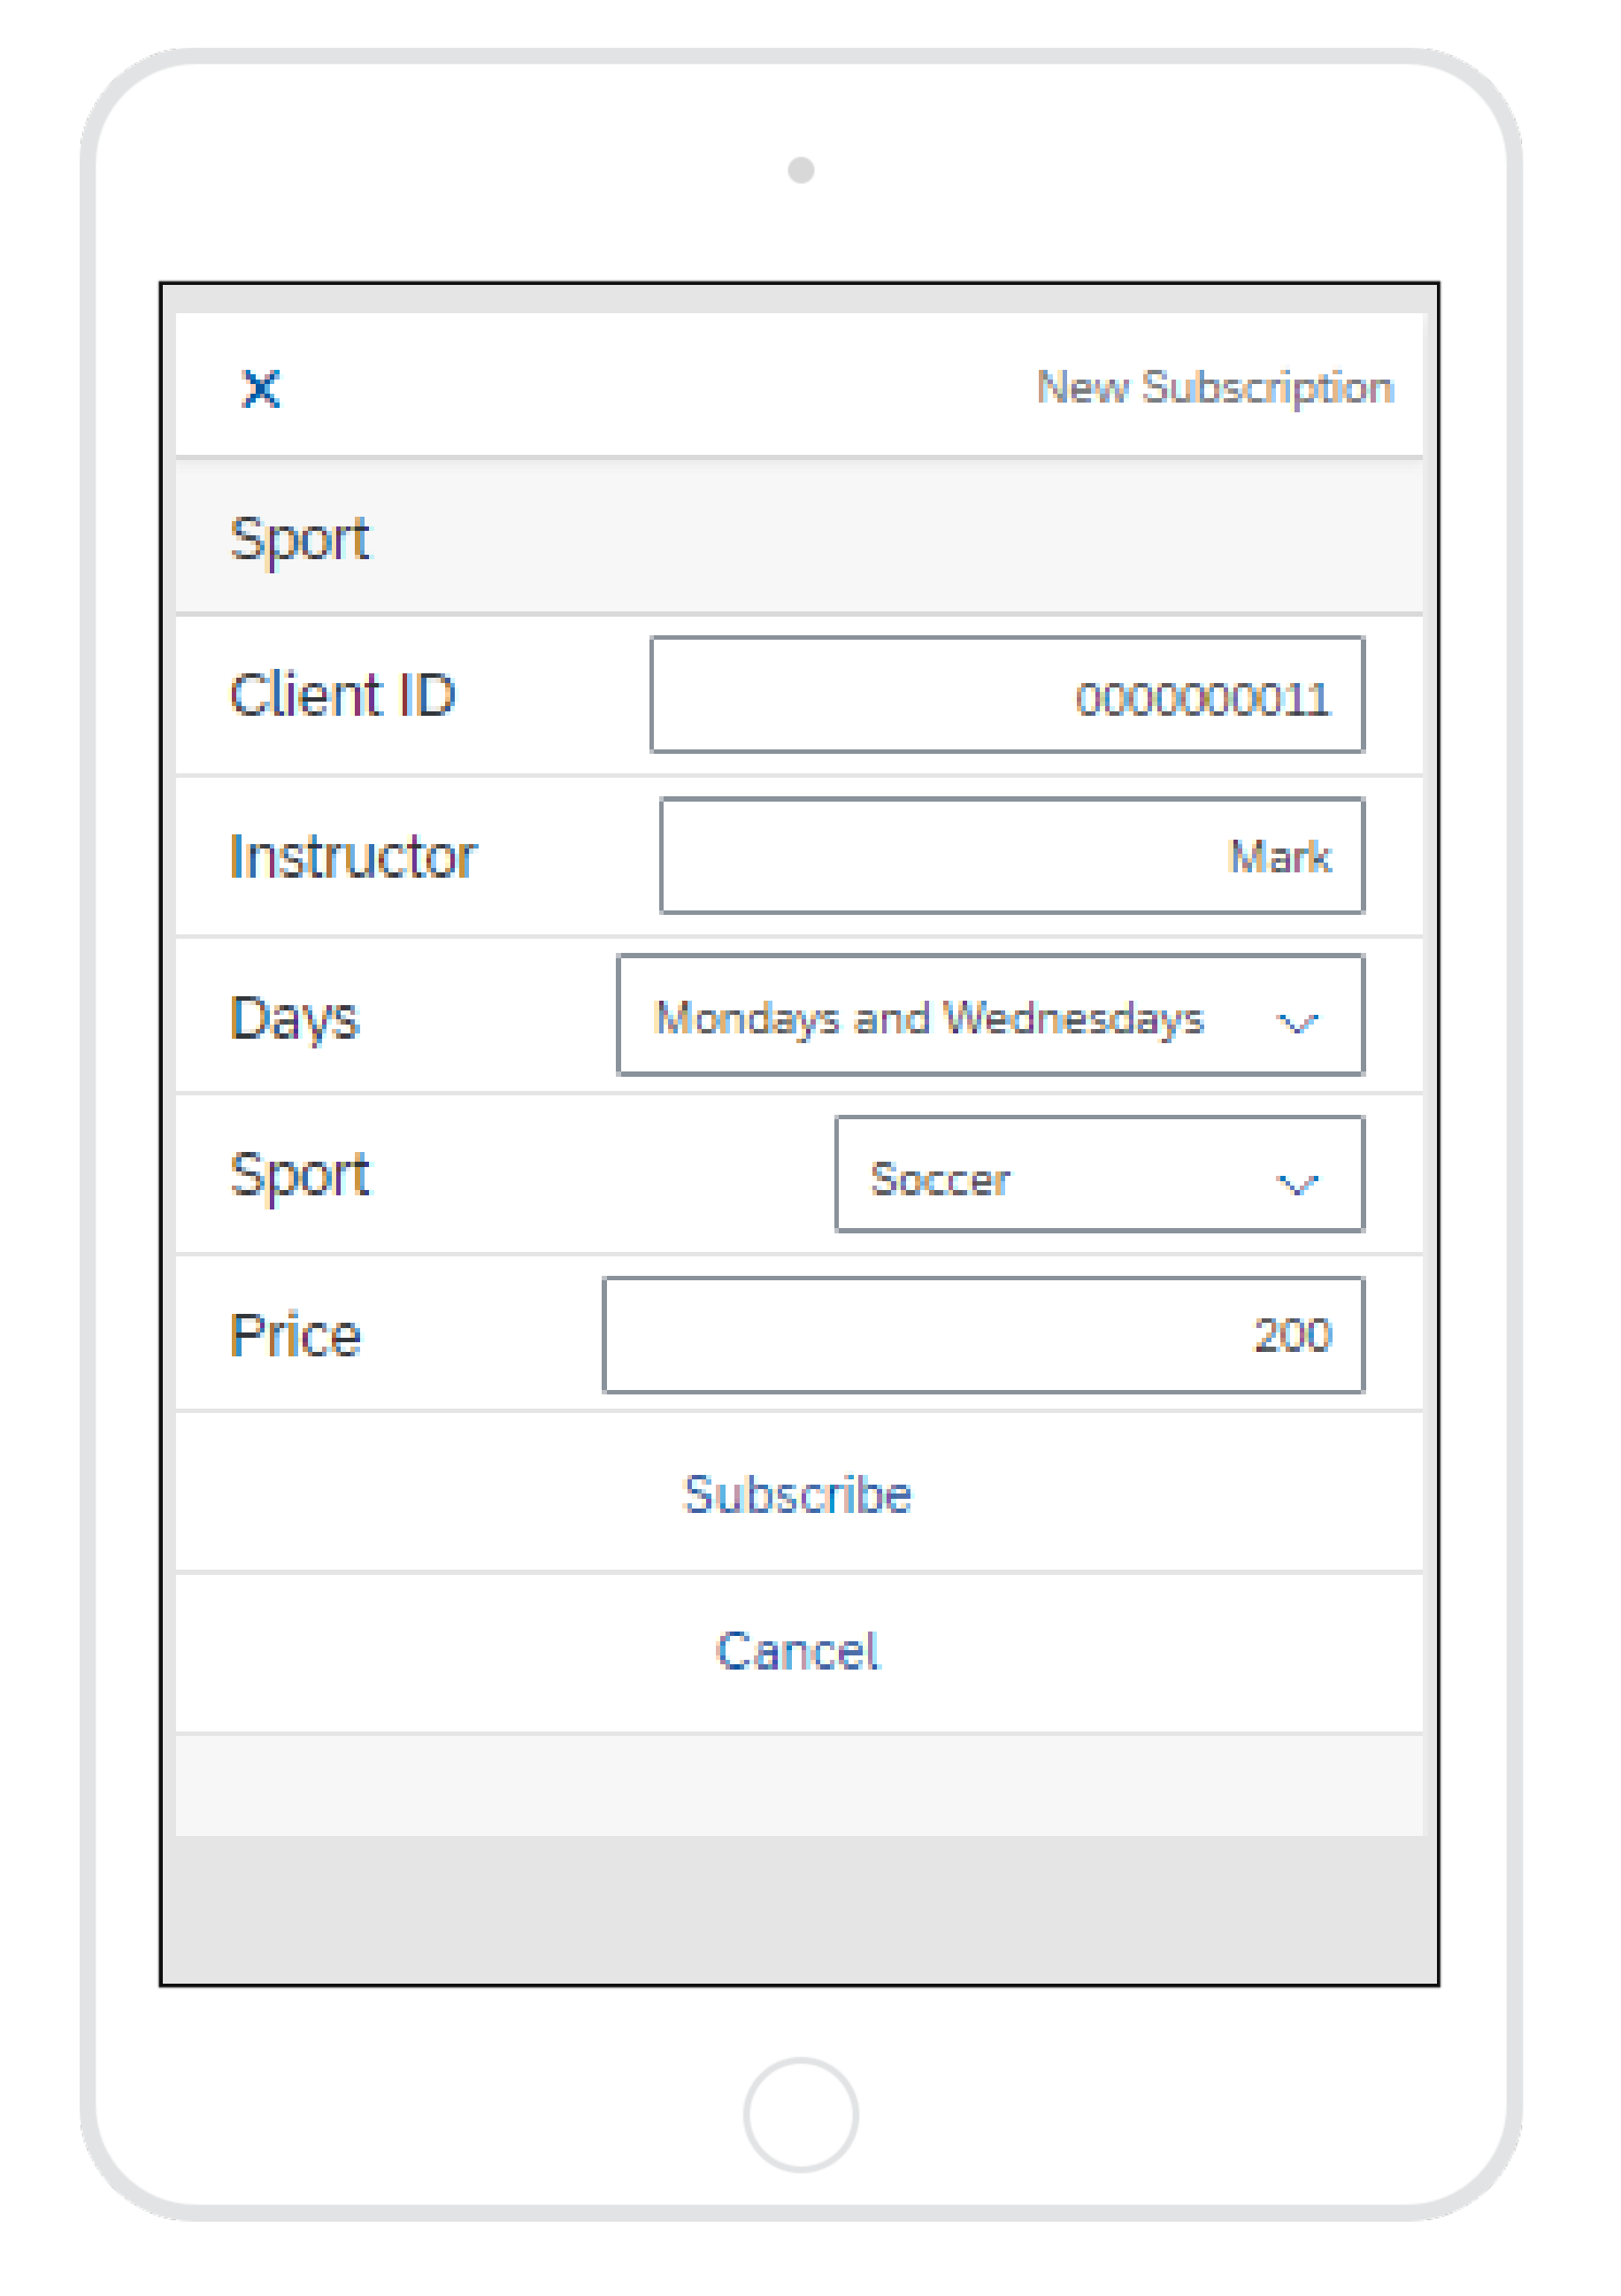 New Subscription
Sport
Client ID 0000000011
Instructor Mark
Days Mondays and Wednesdays
Sport Soccer
Price 200
Subscribe
Cancel